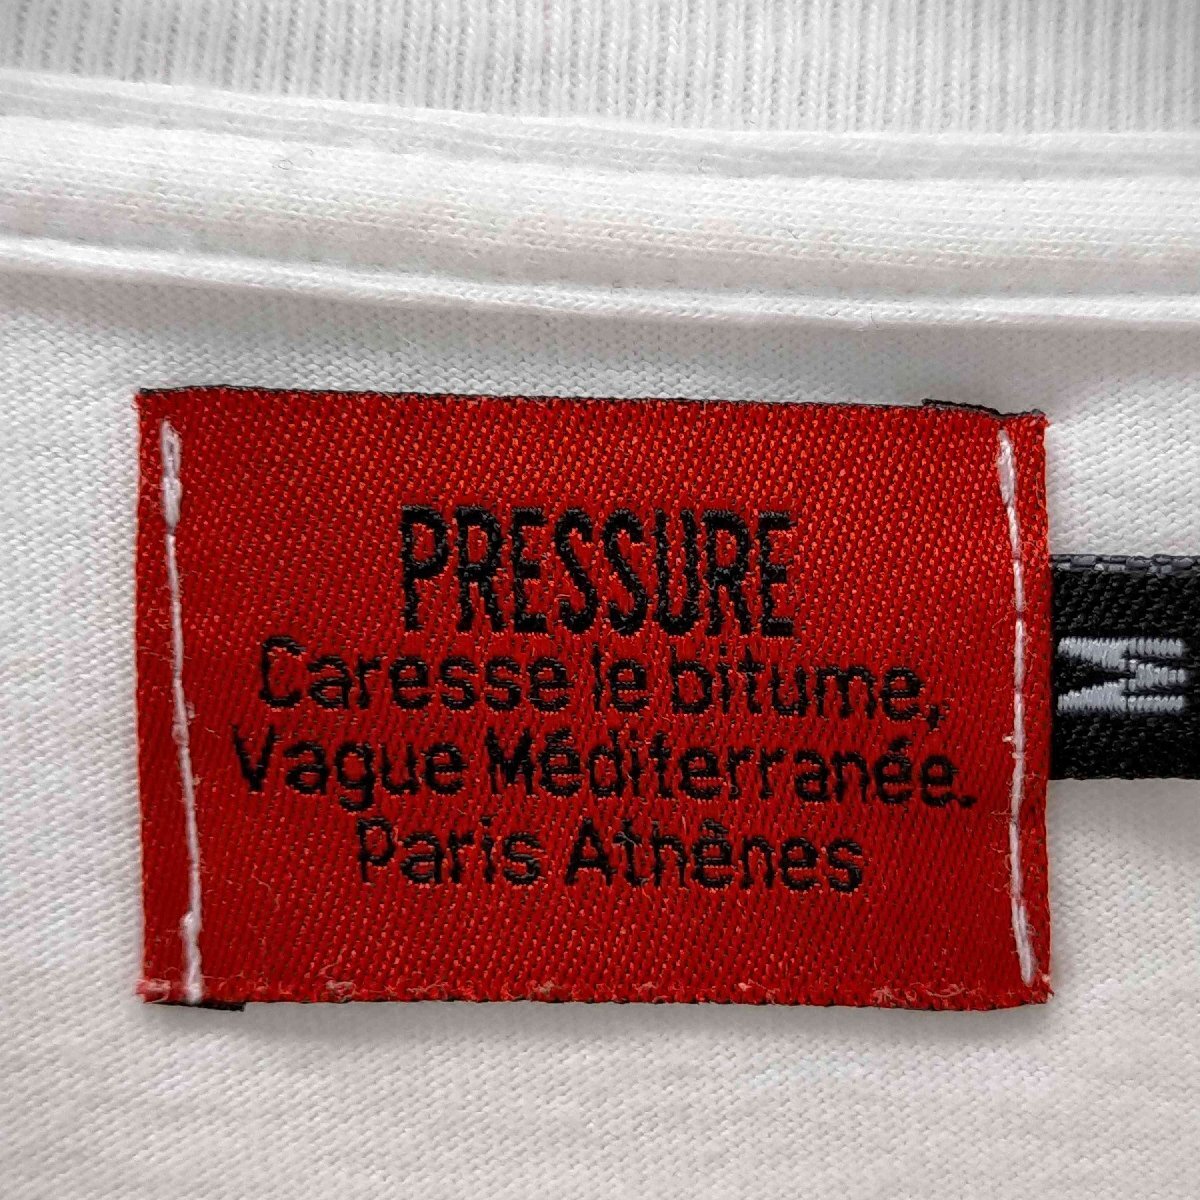 PRESSURE
Caresse le bitume,
Vague Méditerranée.
Paris Athênes
M